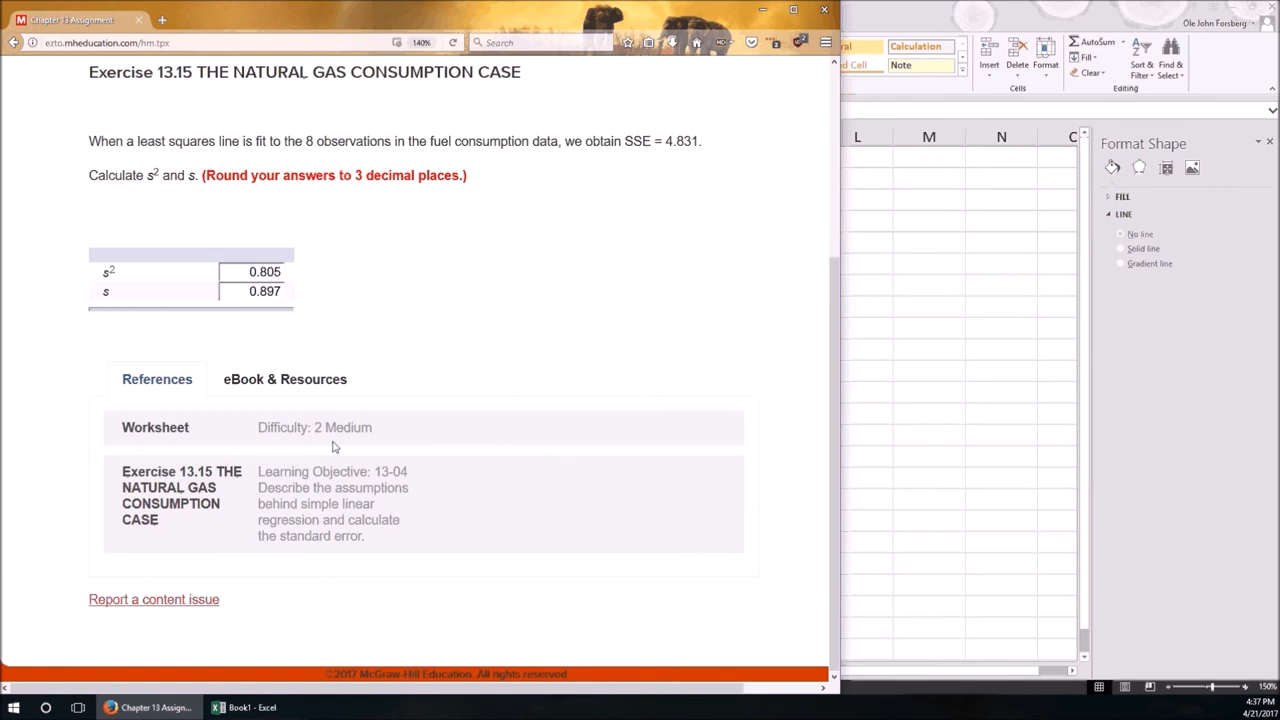 Chapter 13 Assignment
ezto.mheducation.com/hm.tpx
140%
Search
Ole John Forsberg
Exercise 13.15 THE NATURAL GAS CONSUMPTION CASE
When a least squares line is fit to the 8 observations in the fuel consumption data, we obtain SSE = 4.831.
Calculate s2 and s. (Round your answers to 3 decimal places.)
s2 0.805
s 0.897
References eBook & Resources
Worksheet Difficulty: 2 Medium
Exercise 13.15 THE Learning Objective: 13-04
NATURAL GAS Describe the assumptions
CONSUMPTION behind simple linear
CASE regression and calculate
the standard error.
Report a content issue
©2017 McGraw-Hill Education. All rights reserved.
Calculation
Note
Insert Delete Format
Cells
AutoSum
Fill
Clear
Sort & Filter
Find & Select
Editing
L M N
Format Shape
FILL
LINE
No line
Solid line
Gradient line
150%
Chapter 13 Assign...
Book1 - Excel
4:37 PM
4/21/2017